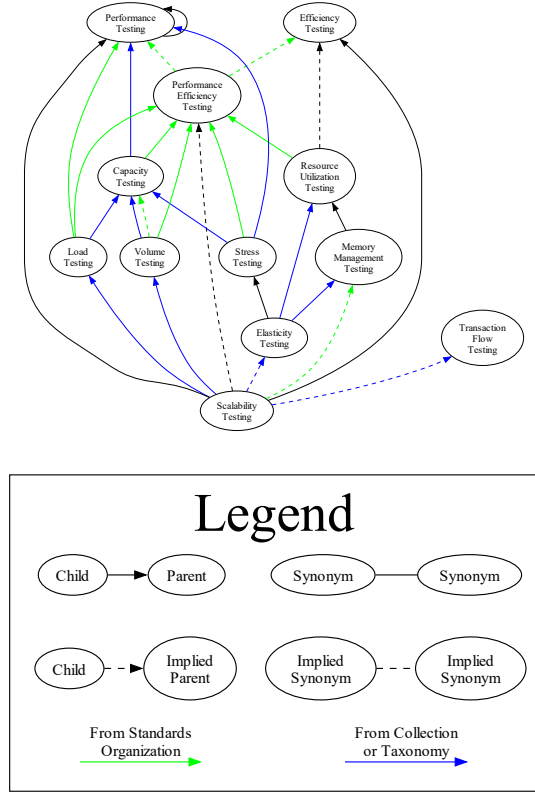 Performance
Testing
Efficiency
Testing
Performance
Efficiency
Testing
Capacity
Testing
Resource
Utilization
Testing
Load
Testing
Volume
Testing
Stress
Testing
Memory
Management
Testing
Elasticity
Testing
Transaction
Flow
Testing
Scalability
Testing
Legend
Child
Parent
Synonym
Synonym
Child
Implied
Parent
Implied
Synonym
Implied
Synonym
From Standards
Organization
From Collection
or Taxonomy